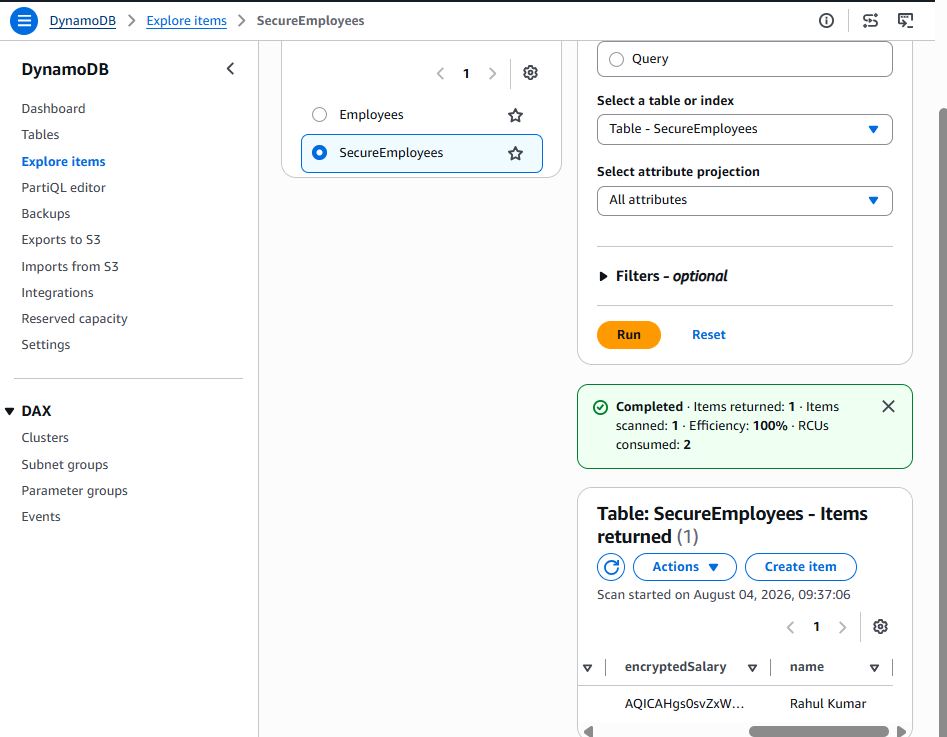 DynamoDB > Explore items > SecureEmployees
DynamoDB
Dashboard
Tables
Explore items
PartiQL editor
Backups
Exports to S3
Imports from S3
Integrations
Reserved capacity
Settings
DAX
Clusters
Subnet groups
Parameter groups
Events
1
Employees
SecureEmployees
Query
Select a table or index
Table - SecureEmployees
Select attribute projection
All attributes
Filters - optional
Run Reset
Completed · Items returned: 1 · Items
scanned: 1 · Efficiency: 100% · RCUs
consumed: 2
Table: SecureEmployees - Items
returned (1)
Actions Create item
Scan started on August 04, 2026, 09:37:06
1
encryptedSalary name
AQICAHgs0svZxW... Rahul Kumar